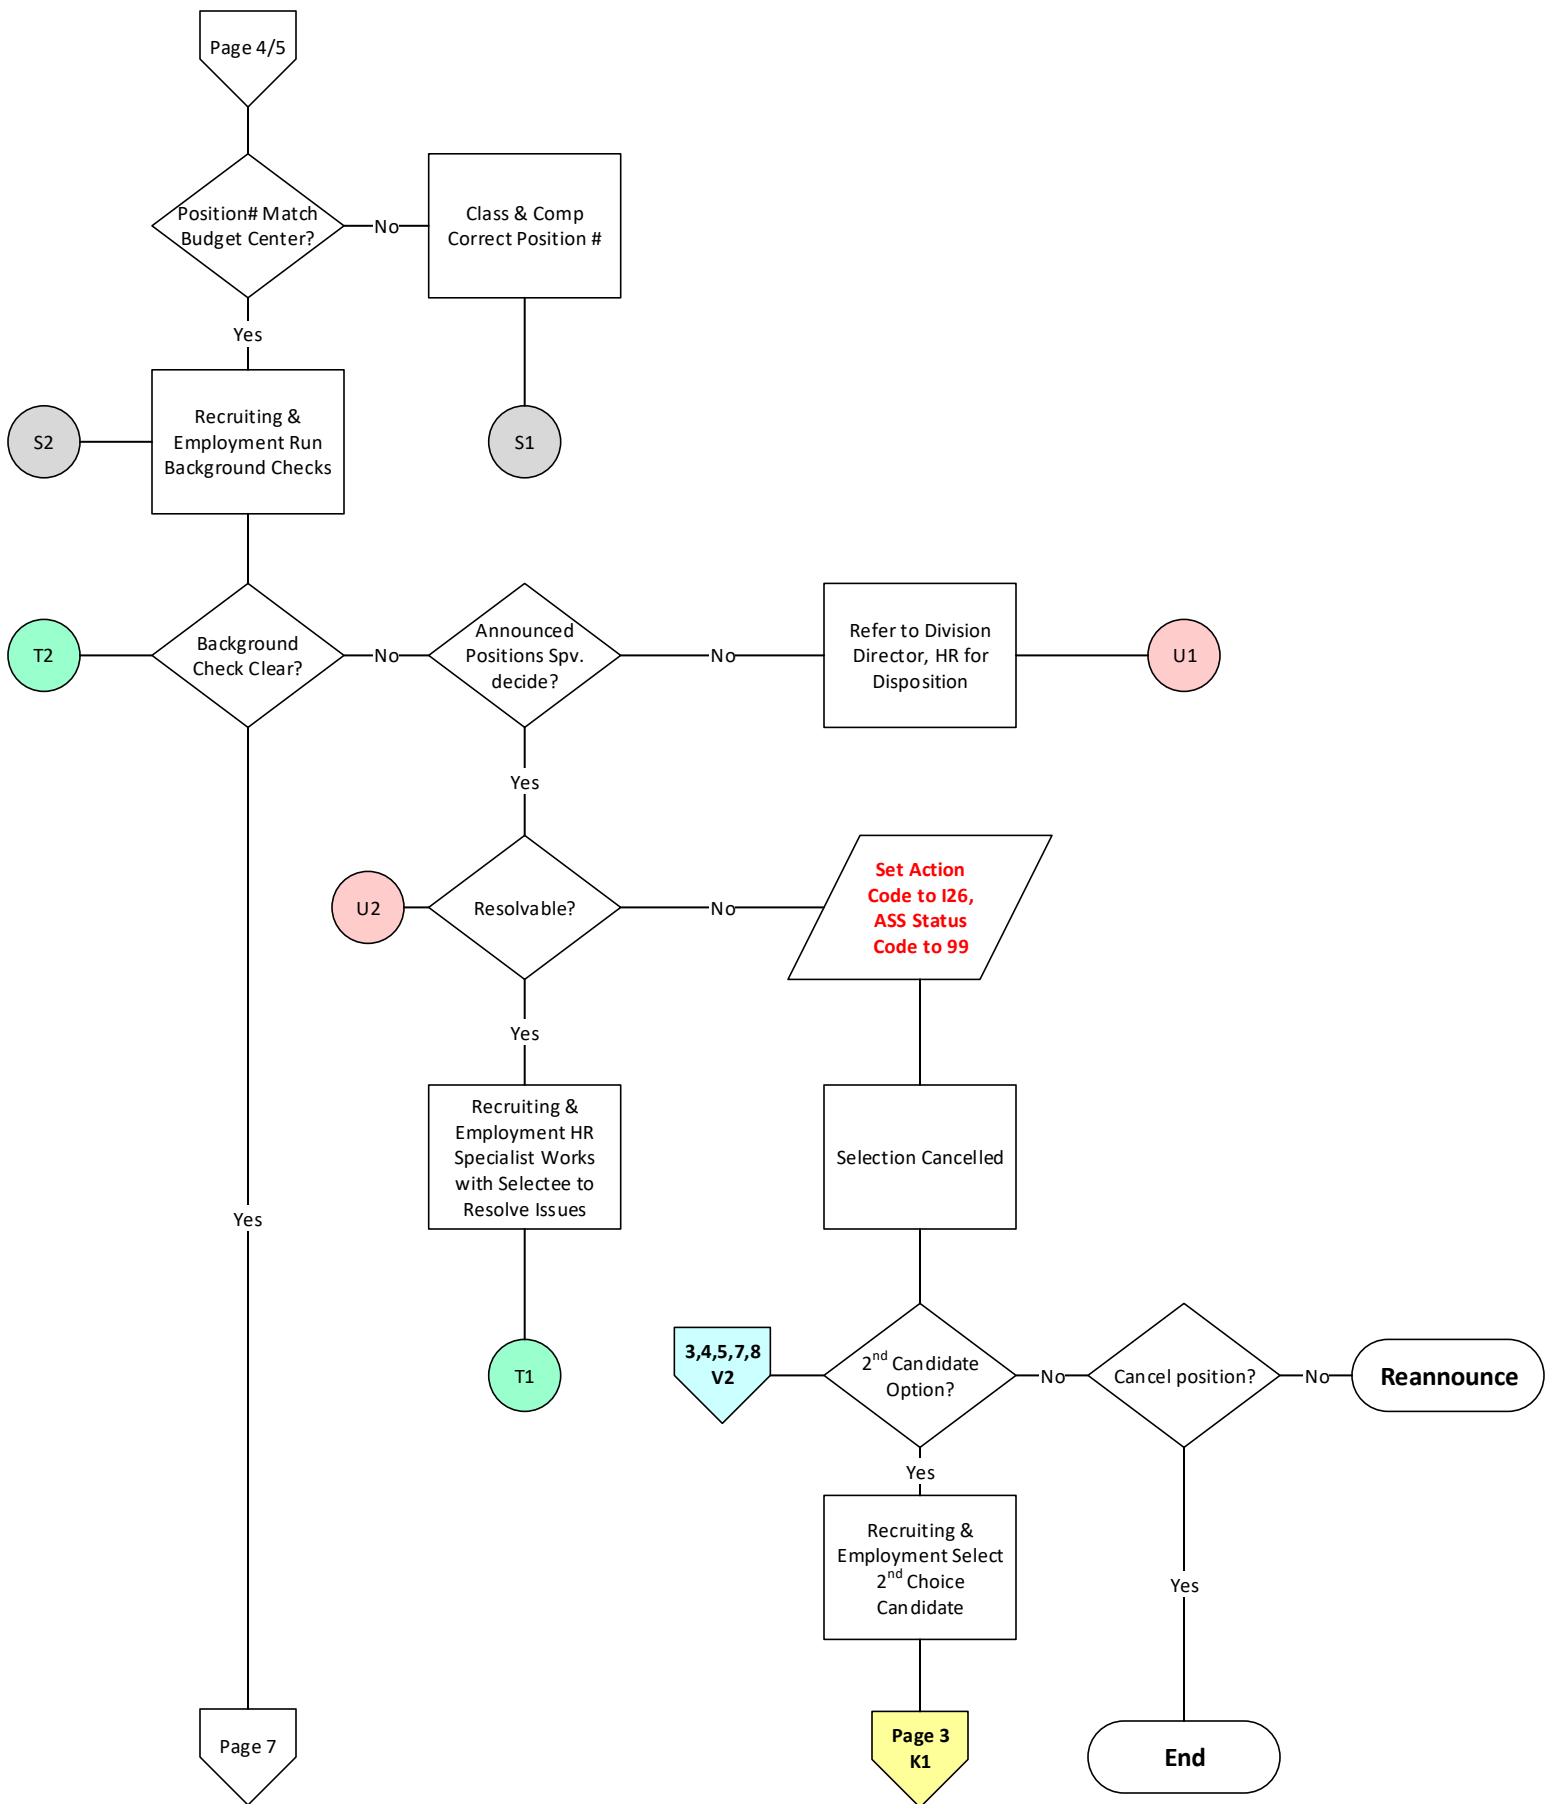 Page 4/5
Position# Match
Budget Center?
No
Class & Comp
Correct Position #
Yes
S2
Recruiting &
Employment Run
Background Checks
S1
T2
Background
Check Clear?
No
Announced
Positions Spv.
decide?
No
Refer to Division
Director, HR for
Disposition
U1
Yes
U2
Resolvable?
No
Set Action
Code to I26,
ASS Status
Code to 99
Yes
Recruiting &
Employment HR
Specialist Works
with Selectee to
Resolve Issues
Selection Cancelled
Yes
T1
3,4,5,7,8
V2
2nd Candidate
Option?
No
Cancel position?
No
Reannounce
Yes
Recruiting &
Employment Select
2nd Choice
Candidate
Yes
Page 7
Page 3
K1
End